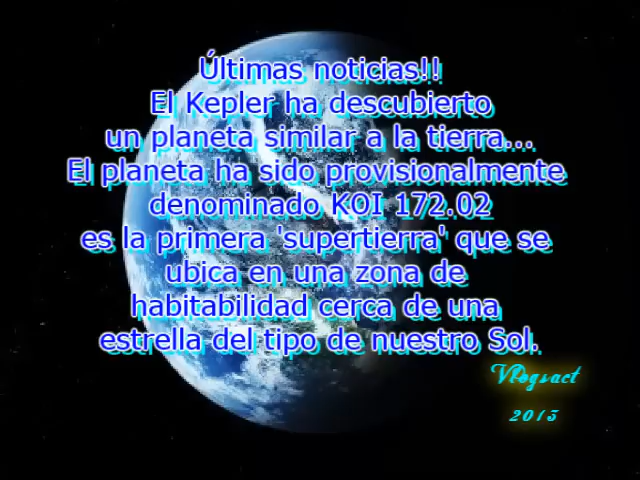 Últimas noticias!!
El Kepler ha descubierto
un planeta similar a la tierra...
El planeta ha sido provisionalmente
denominado KOI 172.02
es la primera 'supertierra' que se
ubica en una zona de
habitabilidad cerca de una
estrella del tipo de nuestro Sol.
Vlogsact
2013